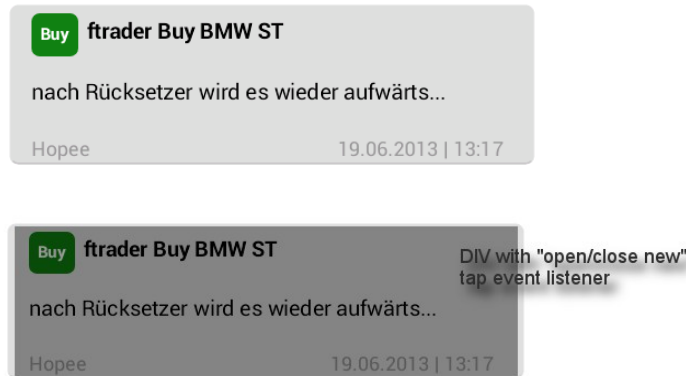 Buy ftrader Buy BMW ST
nach Rücksetzer wird es wieder aufwärts...
Hopee 19.06.2013 | 13:17
Buy ftrader Buy BMW ST
DIV with "open/close new"
tap event listener
nach Rücksetzer wird es wieder aufwärts...
Hopee 19.06.2013 | 13:17